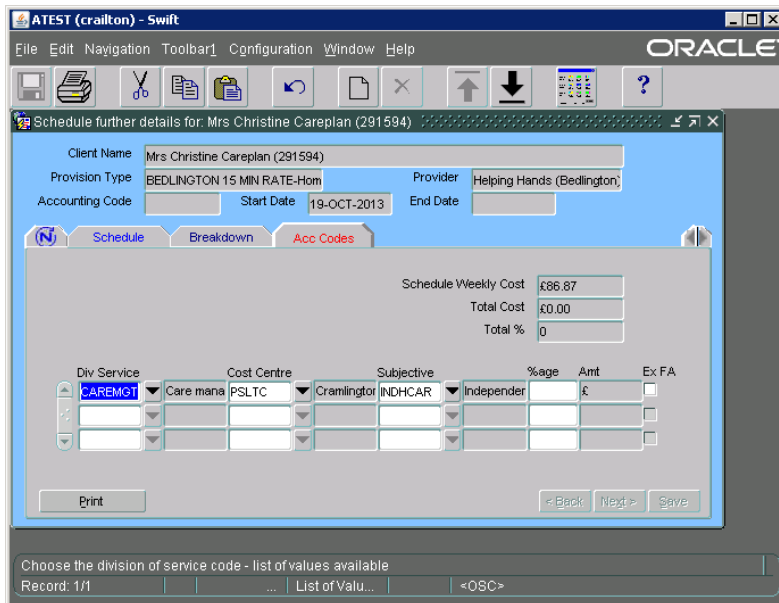 ATEST (crailton) - Swift
File Edit Navigation Toolbar1 Configuration Window Help
ORACLE
?
Schedule further details for: Mrs Christine Careplan (291594)
Client Name Mrs Christine Careplan (291594)
Provision Type BEDLINGTON 15 MIN RATE-Hom Provider Helping Hands (Bedlington)
Accounting Code Start Date 19-OCT-2013 End Date
N Schedule Breakdown Acc Codes
Schedule Weekly Cost £86.87
Total Cost £0.00
Total % 0
Div Service Cost Centre Subjective %age Amt Ex FA
CAREMGT Care mana PSLTC Cramlingtor INDHCAR Independer £
Print < Back Next > Save
Choose the division of service code - list of values available
Record: 1/1 ... List of Valu... <OSC>